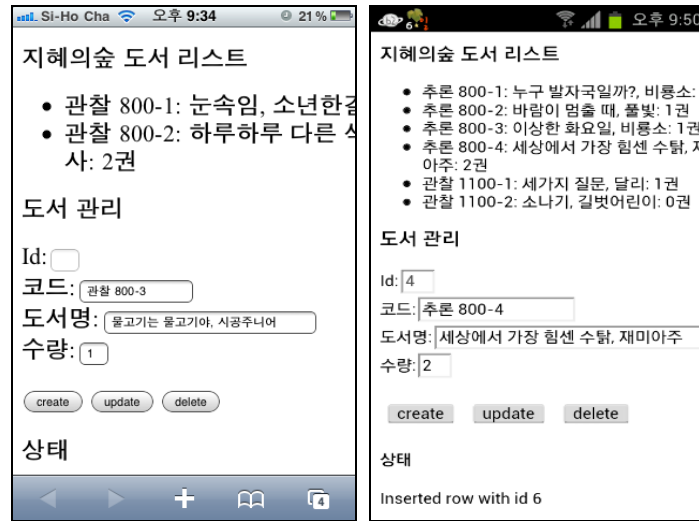 Si-Ho Cha 오후 9:34 21%
지혜의숲 도서 리스트
관찰 800-1: 눈속임, 소년한길
관찰 800-2: 하루하루 다른
사: 2권
도서 관리
Id:
코드: 관찰 800-3
도서명: 물고기는 물고기야, 시공주니어
수량: 1
create update delete
상태
4
6 오후 9:50
지혜의숲 도서 리스트
추론 800-1: 누구 발자국일까?, 비룡소:
추론 800-2: 바람이 멈출 때, 풀빛: 1권
추론 800-3: 이상한 화요일, 비룡소: 1권
추론 800-4: 세상에서 가장 힘센 수탉,
아주: 2권
관찰 1100-1: 세가지 질문, 달리: 1권
관찰 1100-2: 소나기, 길벗어린이: 0권
도서 관리
Id: 4
코드: 추론 800-4
도서명: 세상에서 가장 힘센 수탉, 재미아주
수량: 2
create update delete
상태
Inserted row with id 6